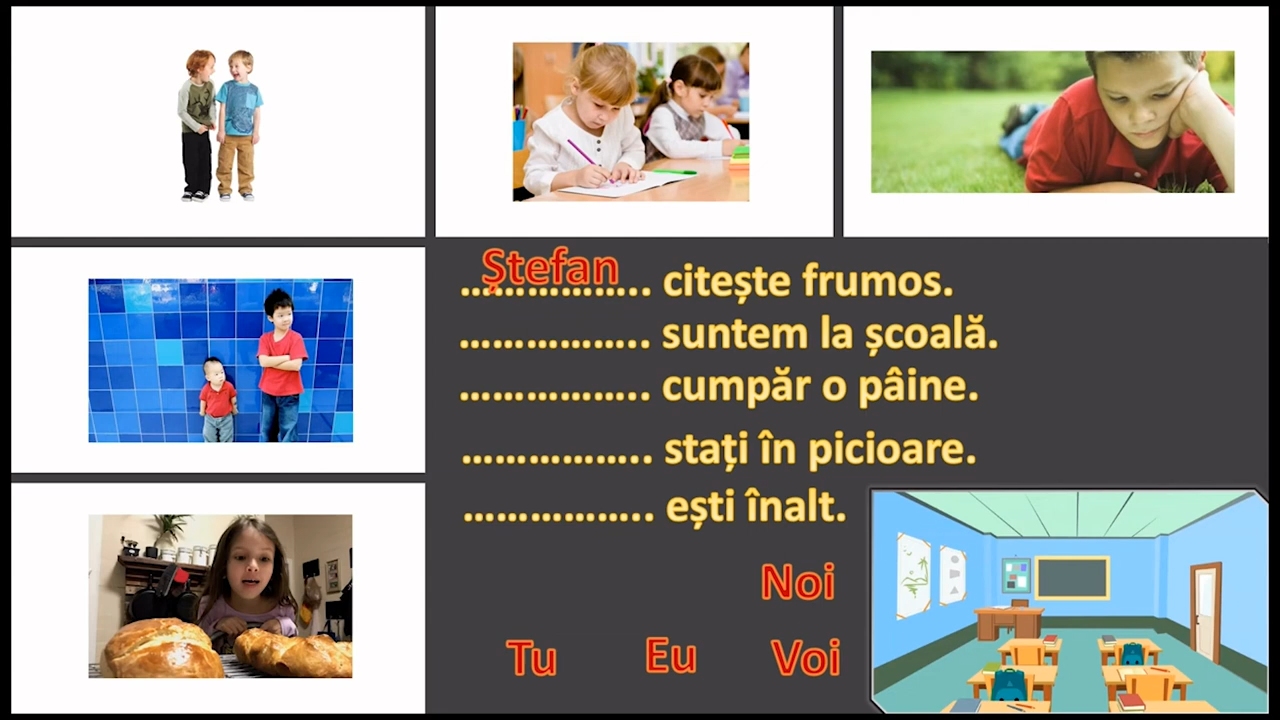 Ștefan
.................. citește frumos.
.................. suntem la școală.
.................. cumpăr o pâine.
.................. stați în picioare.
.................. ești înalt.
Noi
Tu Eu Voi